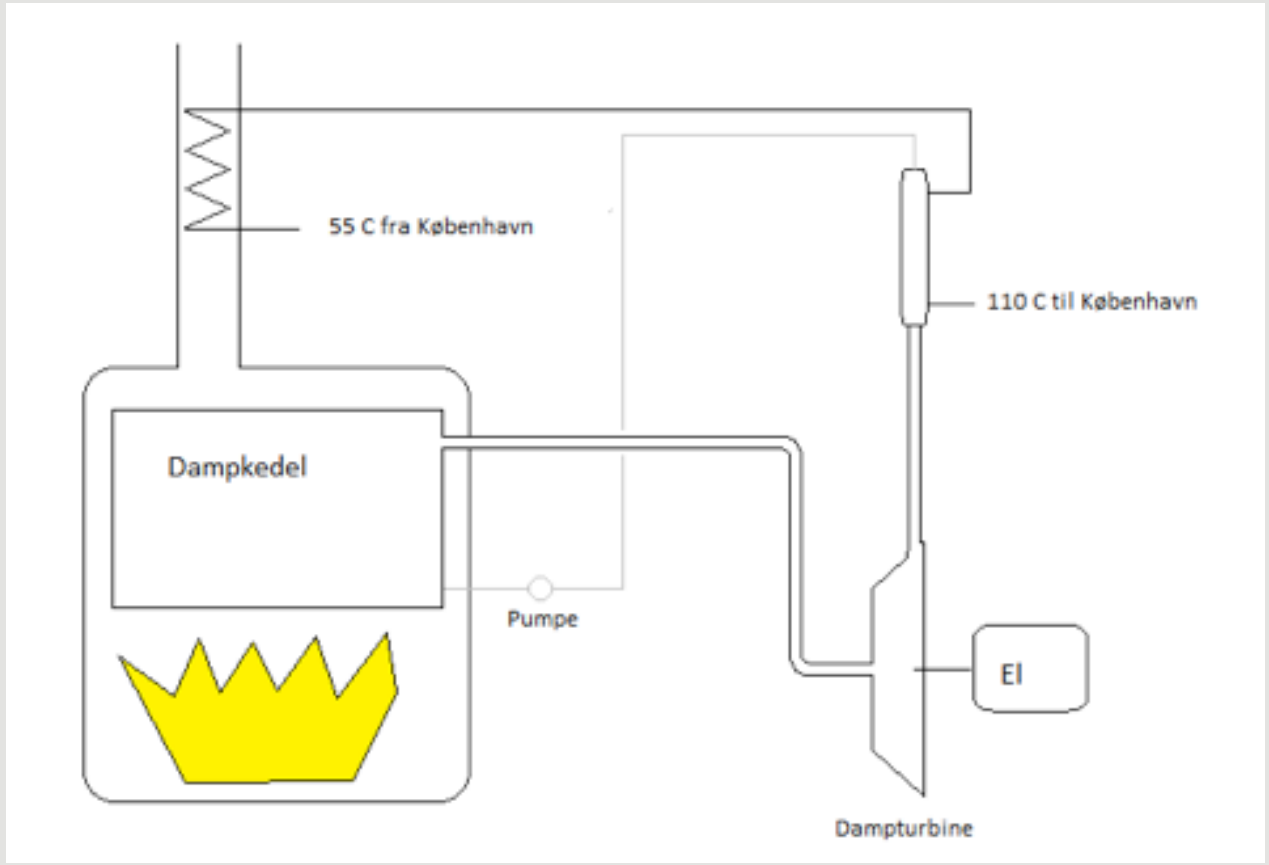 55 C fra København
110 C til København
Dampkedel
Pumpe
El
Dampturbine